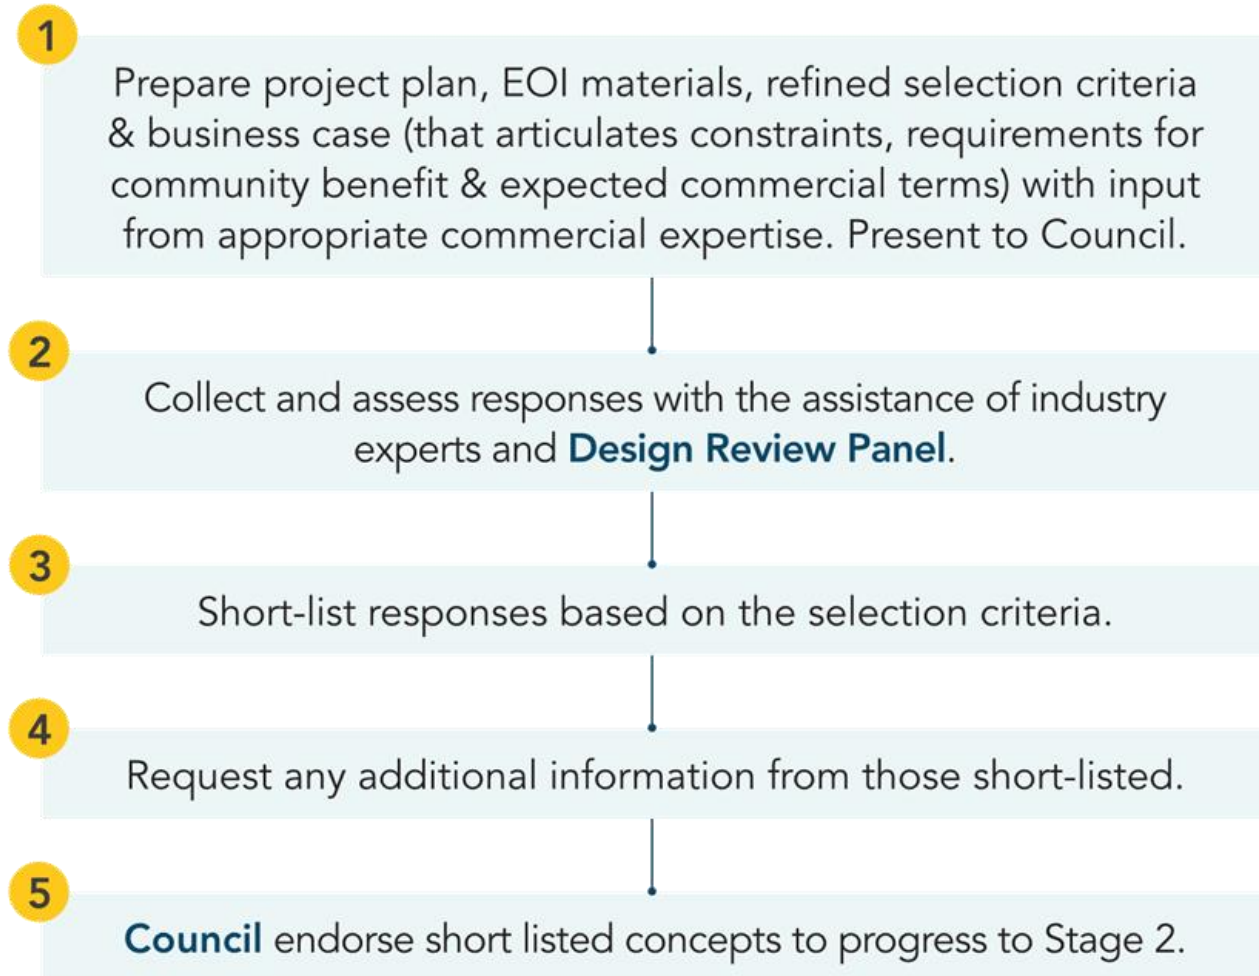 1
Prepare project plan, EOI materials, refined selection criteria
& business case (that articulates constraints, requirements for
community benefit & expected commercial terms) with input
from appropriate commercial expertise. Present to Council.
2
Collect and assess responses with the assistance of industry
experts and Design Review Panel.
3
Short-list responses based on the selection criteria.
4
Request any additional information from those short-listed.
5
Council endorse short listed concepts to progress to Stage 2.